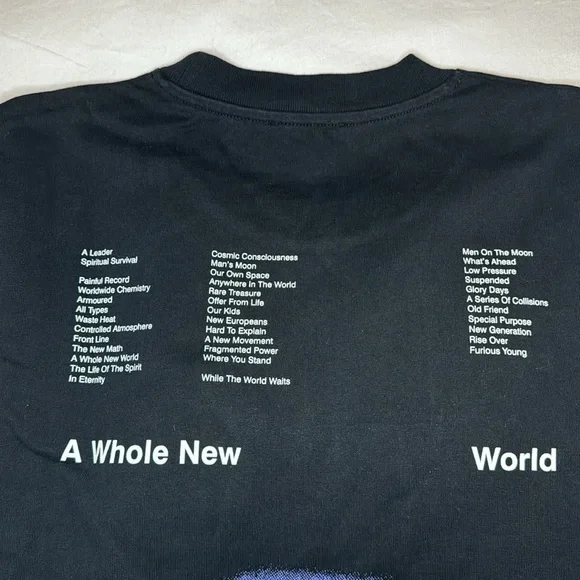 A Leader
Spiritual Survival
Painful Record
Worldwide Chemistry
Armoured
All Types
Waste Heat
Controlled Atmosphere
Front Line
The New Math
A Whole New World
The Life Of The Spirit
In Eternity
Cosmic Consciousness
Man's Moon
Our Own Space
Anywhere In The World
Rare Treasure
Offer From Life
Our Kids
New Europeans
Hard To Explain
A New Movement
Fragmented Power
Where You Stand
While The World Waits
Men On The Moon
What's Ahead
Low Pressure
Suspended
Glory Days
A Series Of Collisions
Old Friend
Special Purpose
New Generation
Rise Over
Furious Young
A Whole New World